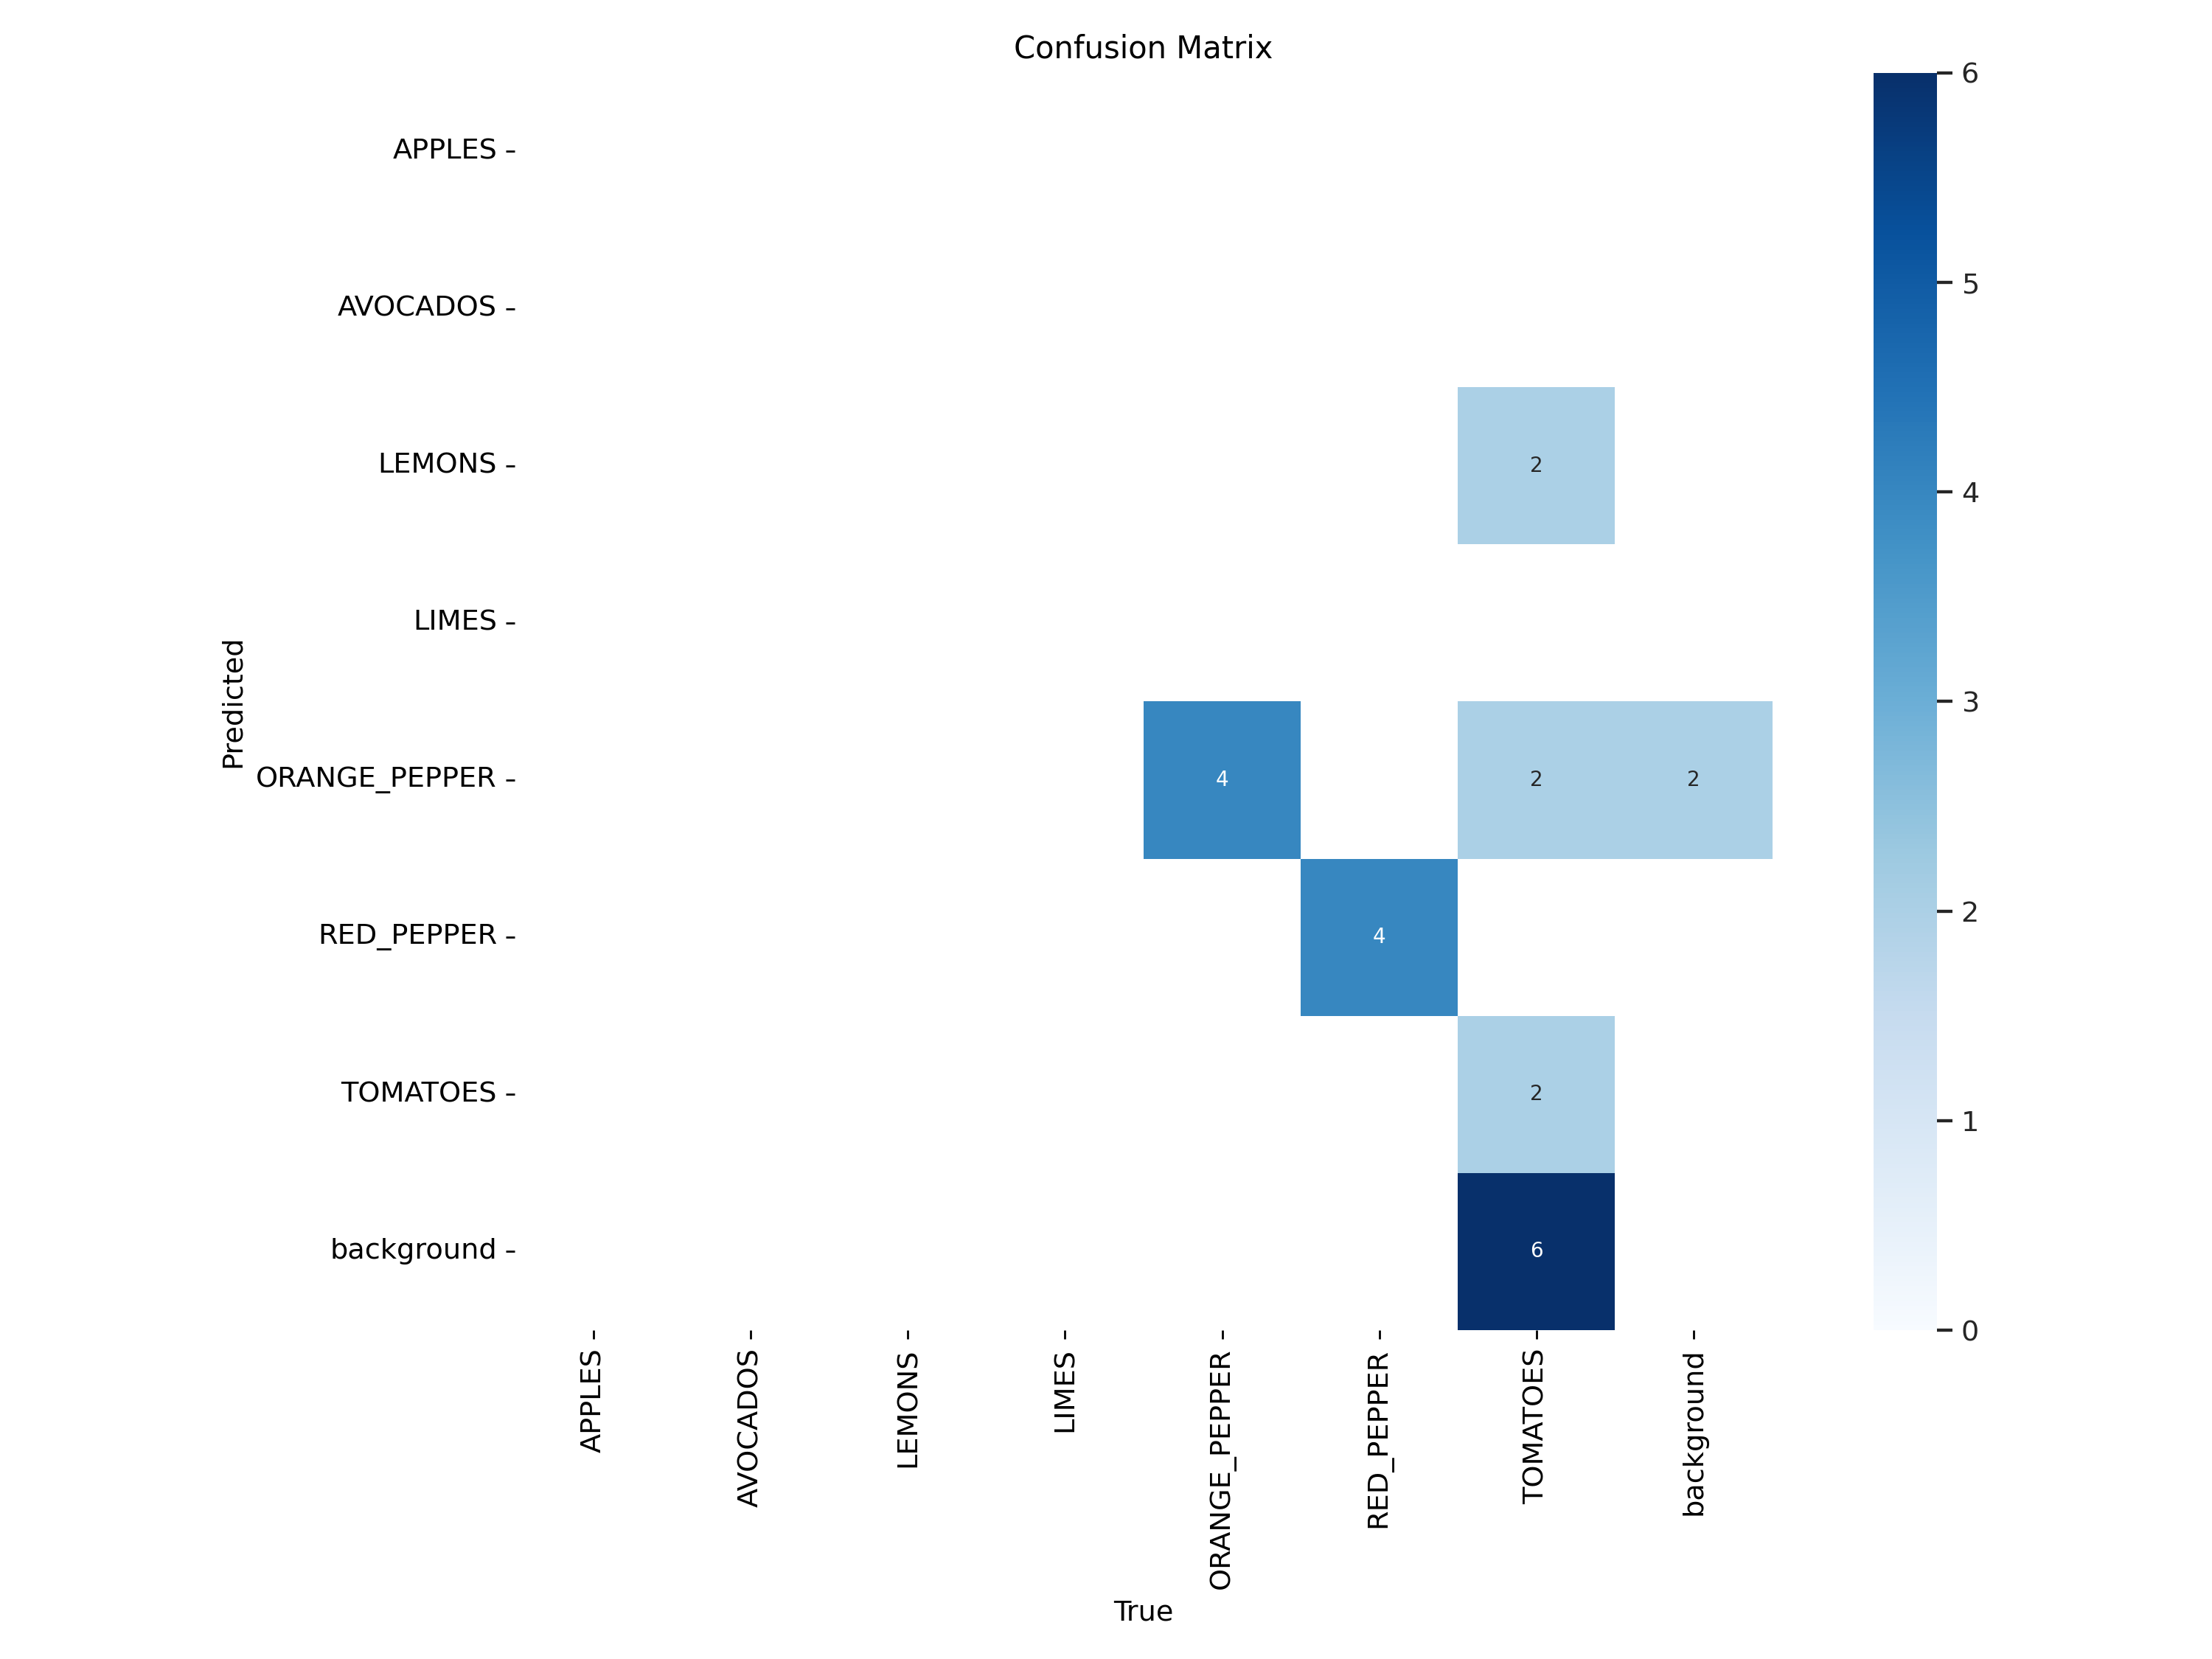 Confusion Matrix
Predicted
APPLES
AVOCADOS
LEMONS
LIMES
ORANGE_PEPPER
RED_PEPPER
TOMATOES
background
2
4 2 2
4
2
6
APPLES
AVOCADOS
LEMONS
LIMES
ORANGE_PEPPER
RED_PEPPER
TOMATOES
background
True
6
5
4
3
2
1
0